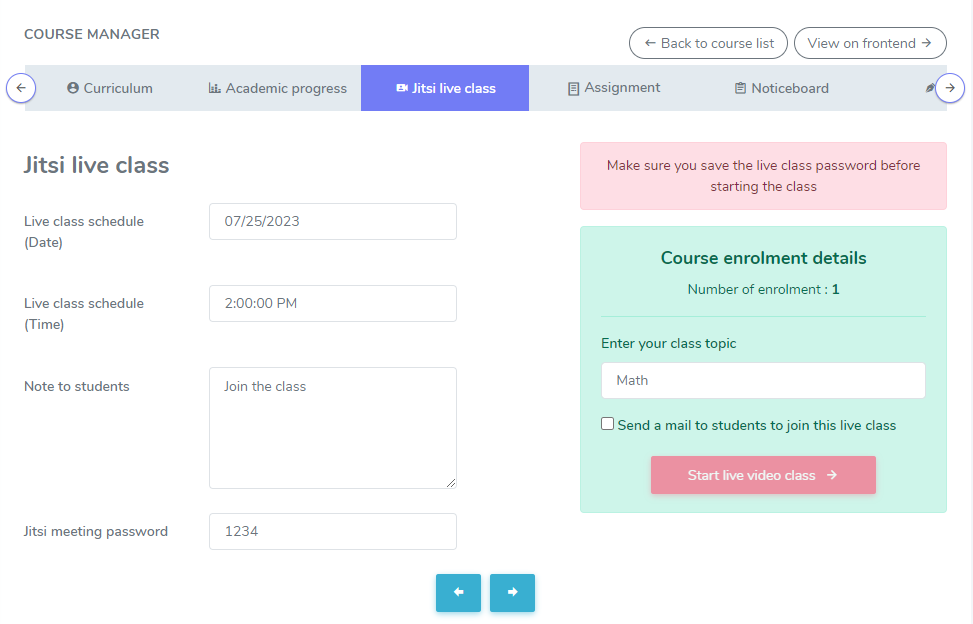 COURSE MANAGER
← Back to course list
View on frontend →
Curriculum
Academic progress
Jitsi live class
Assignment
Noticeboard
Jitsi live class
Make sure you save the live class password before
starting the class
Live class schedule
(Date)
07/25/2023
Course enrolment details
Number of enrolment : 1
Live class schedule
(Time)
2:00:00 PM
Enter your class topic
Math
Note to students
Join the class
Send a mail to students to join this live class
Start live video class →
Jitsi meeting password
1234